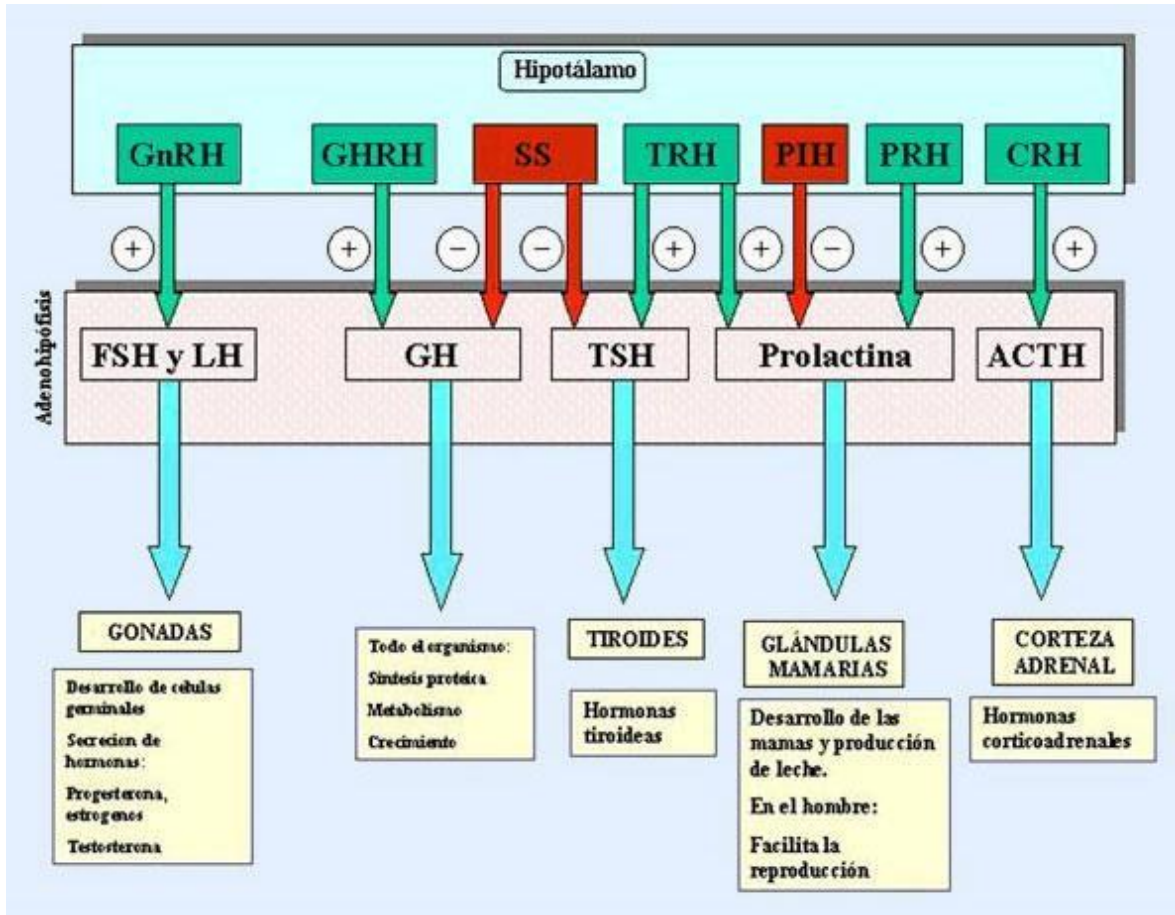 Hipotálamo
GnRH
GHRH
SS
TRH
PIH
PRH
CRH
+
+
−
−
+
+
−
+
+
Adenohipófisis
FSH y LH
GH
TSH
Prolactina
ACTH
GONADAS
Desarrollo de células
germinales
Secrecion de
hormonas:
Progesterona,
estrogenos
Testosterona
Todo el organismo:
Síntesis proteica
Metabolismo
Crecimiento
TIROIDES
Hormonas
tiroideas
GLÁNDULAS
MAMARIAS
Desarrollo de las
mamas y producción
de leche.
En el hombre:
Facilita la
reproducción
CORTEZA
ADRENAL
Hormonas
corticoadrenales